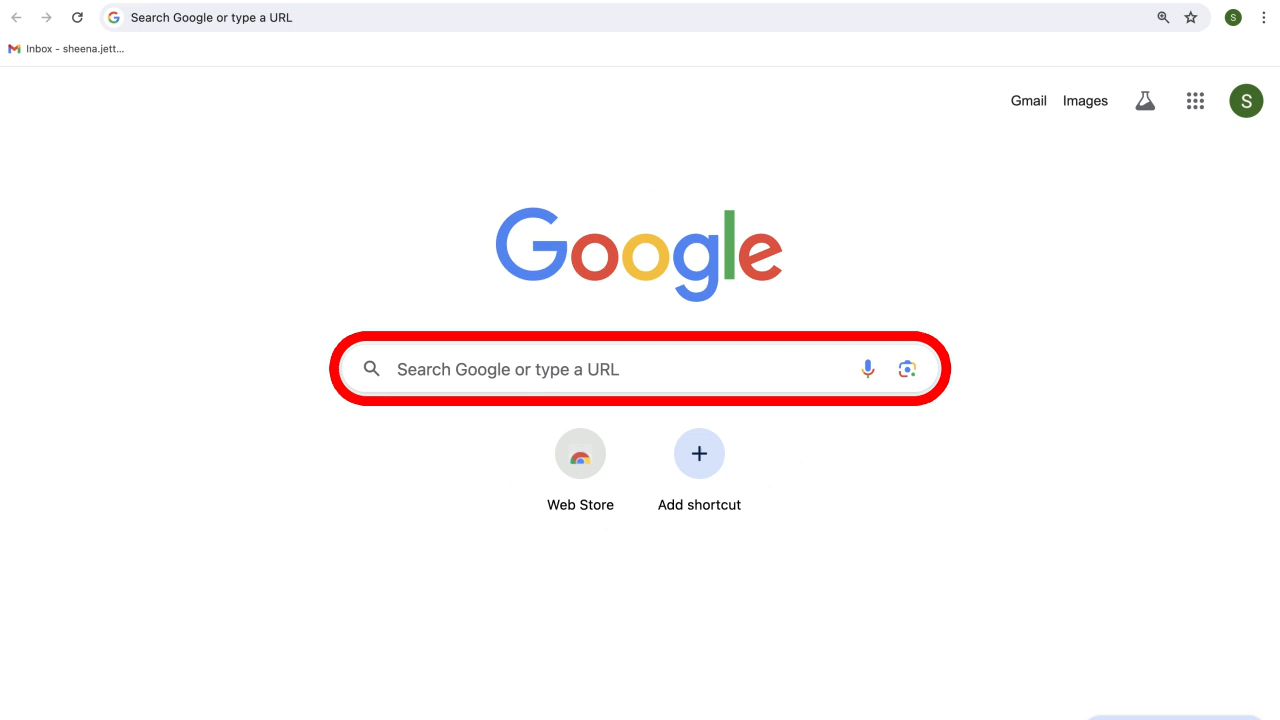 Search Google or type a URL
S
Inbox - sheena.jett...
Gmail Images
S
Google
Search Google or type a URL
Web Store Add shortcut